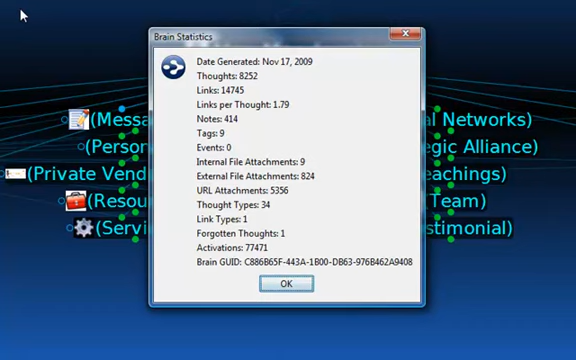 Brain Statistics
Date Generated: Nov 17, 2009
Thoughts: 8252
Links: 14745
Links per Thought: 1.79
Notes: 414
Tags: 9
Events: 0
Internal File Attachments: 9
External File Attachments: 824
URL Attachments: 5356
Thought Types: 34
Link Types: 1
Forgotten Thoughts: 1
Activations: 77471
Brain GUID: C886B65F-443A-1B00-DB63-976B462A9408
OK
(Messa al Networks)
(Person egic Alliance)
(Private Vend eachings)
(Resou Team)
(Servi stimonial)